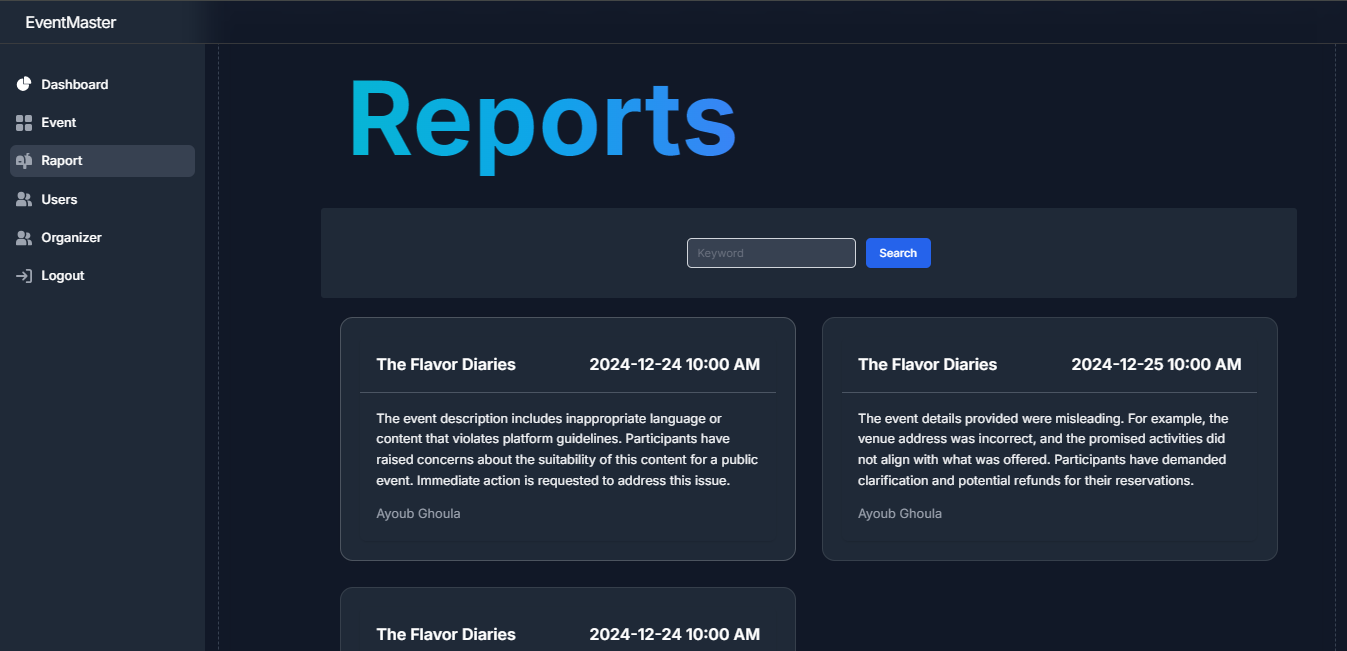 EventMaster
Dashboard
Event
Raport
Users
Organizer
Logout
Reports
Keyword
Search
The Flavor Diaries
2024-12-24 10:00 AM
The event description includes inappropriate language or
content that violates platform guidelines. Participants have
raised concerns about the suitability of this content for a public
event. Immediate action is requested to address this issue.
Ayoub Ghoula
The Flavor Diaries
2024-12-25 10:00 AM
The event details provided were misleading. For example, the
venue address was incorrect, and the promised activities did
not align with what was offered. Participants have demanded
clarification and potential refunds for their reservations.
Ayoub Ghoula
The Flavor Diaries
2024-12-24 10:00 AM